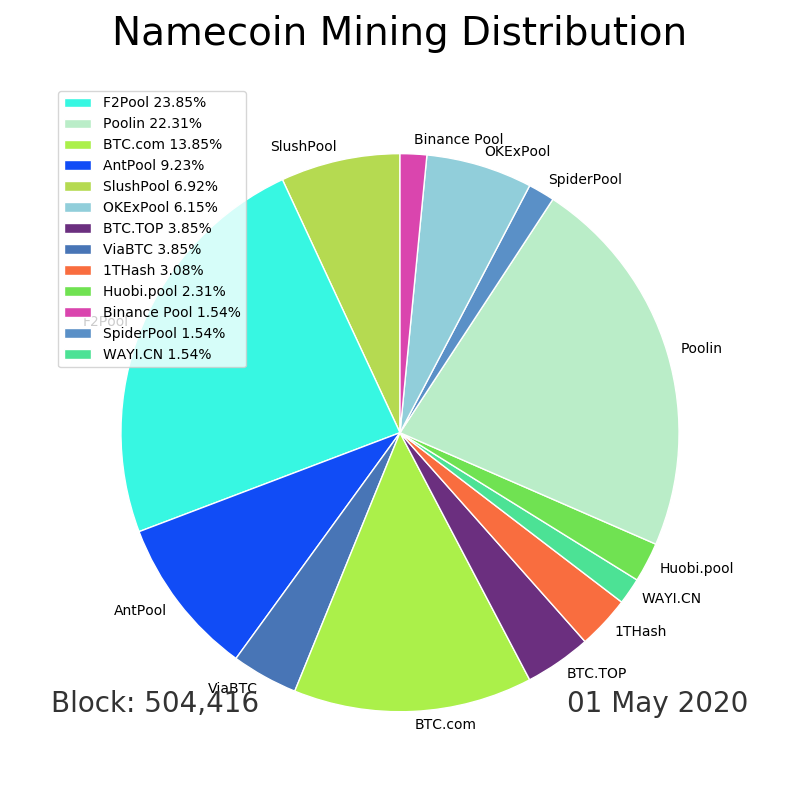 Namecoin Mining Distribution
F2Pool 23.85%
Poolin 22.31%
BTC.com 13.85%
AntPool 9.23%
SlushPool 6.92%
OKExPool 6.15%
BTC.TOP 3.85%
ViaBTC 3.85%
1THash 3.08%
Huobi.pool 2.31%
Binance Pool 1.54%
SpiderPool 1.54%
WAYI.CN 1.54%
Binance Pool
SlushPool
OKExPool
SpiderPool
F2Pool
Poolin
Huobi.pool
WAYI.CN
AntPool
1THash
BTC.TOP
ViaBTC
Block: 504,416
01 May 2020
BTC.com